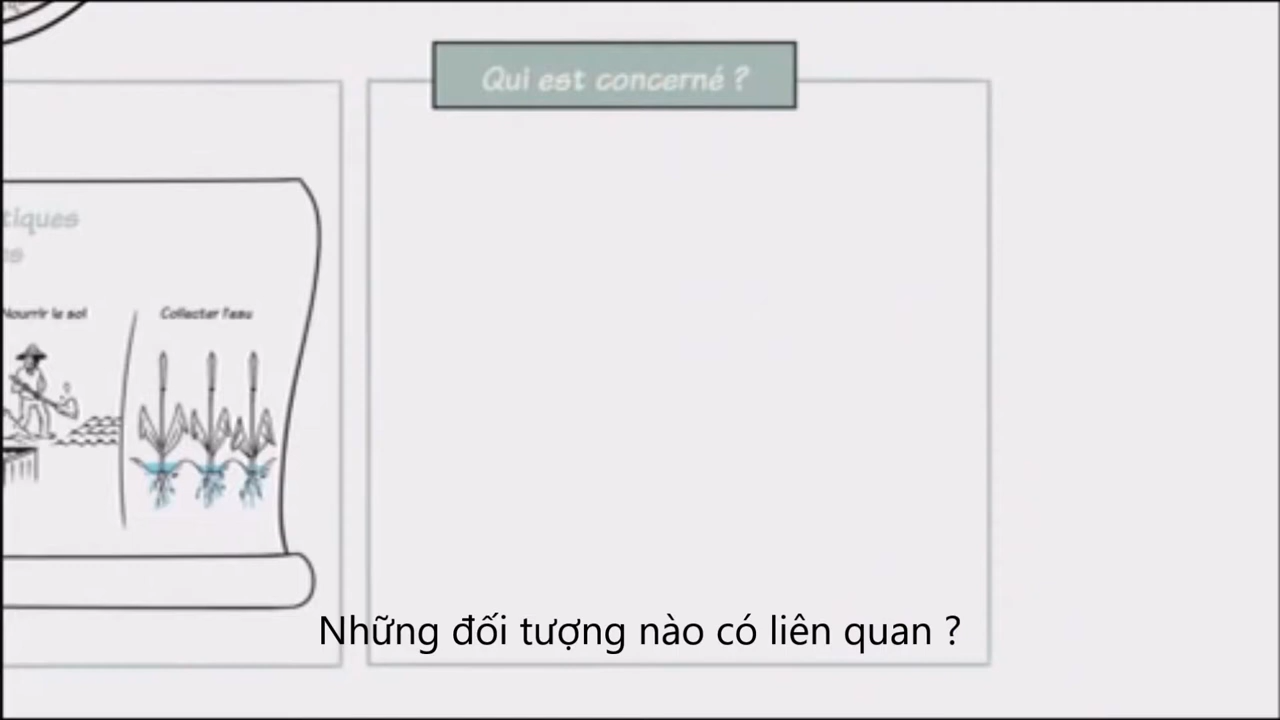 Qui est concerné ?
tiques
Nourrir le sol
Collecter l'eau
Những đối tượng nào có liên quan ?